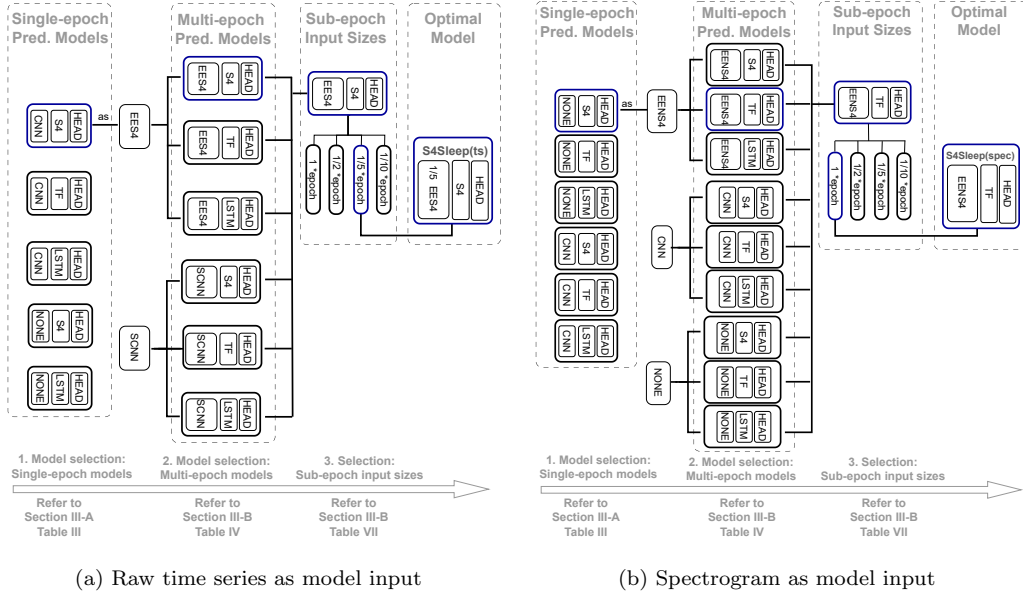 Single-epoch
Pred. Models
Multi-epoch
Pred. Models
Sub-epoch
Input Sizes
Optimal
Model
CNN
S4
HEAD
CNN
TF
HEAD
CNN
LSTM
HEAD
NONE
S4
HEAD
NONE
LSTM
HEAD
as
EES4
SCNN
EES4
S4
HEAD
EES4
TF
HEAD
EES4
LSTM
HEAD
SCNN
S4
HEAD
SCNN
TF
HEAD
SCNN
LSTM
HEAD
EES4
S4
HEAD
1 *epoch
1/2 *epoch
1/5 *epoch
1/10 *epoch
S4Sleep(ts)
1/5 EES4
S4
HEAD
1. Model selection:
Single-epoch models
2. Model selection:
Multi-epoch models
3. Selection:
Sub-epoch input sizes
Refer to
Section III-A
Table III
Refer to
Section III-B
Table IV
Refer to
Section III-B
Table VII
(a) Raw time series as model input
Single-epoch
Pred. Models
Multi-epoch
Pred. Models
Sub-epoch
Input Sizes
Optimal
Model
NONE
S4
HEAD
NONE
TF
HEAD
NONE
LSTM
HEAD
CNN
S4
HEAD
CNN
TF
HEAD
CNN
LSTM
HEAD
as
EENS4
CNN
NONE
EENS4
S4
HEAD
EENS4
TF
HEAD
EENS4
LSTM
HEAD
CNN
S4
HEAD
CNN
TF
HEAD
CNN
LSTM
HEAD
NONE
S4
HEAD
NONE
TF
HEAD
NONE
LSTM
HEAD
EENS4
TF
HEAD
1 *epoch
1/2 *epoch
1/5 *epoch
1/10 *epoch
S4Sleep(spec)
EENS4
TF
HEAD
1. Model selection:
Single-epoch models
2. Model selection:
Multi-epoch models
3. Selection:
Sub-epoch input sizes
Refer to
Section III-A
Table III
Refer to
Section III-B
Table IV
Refer to
Section III-B
Table VII
(b) Spectrogram as model input